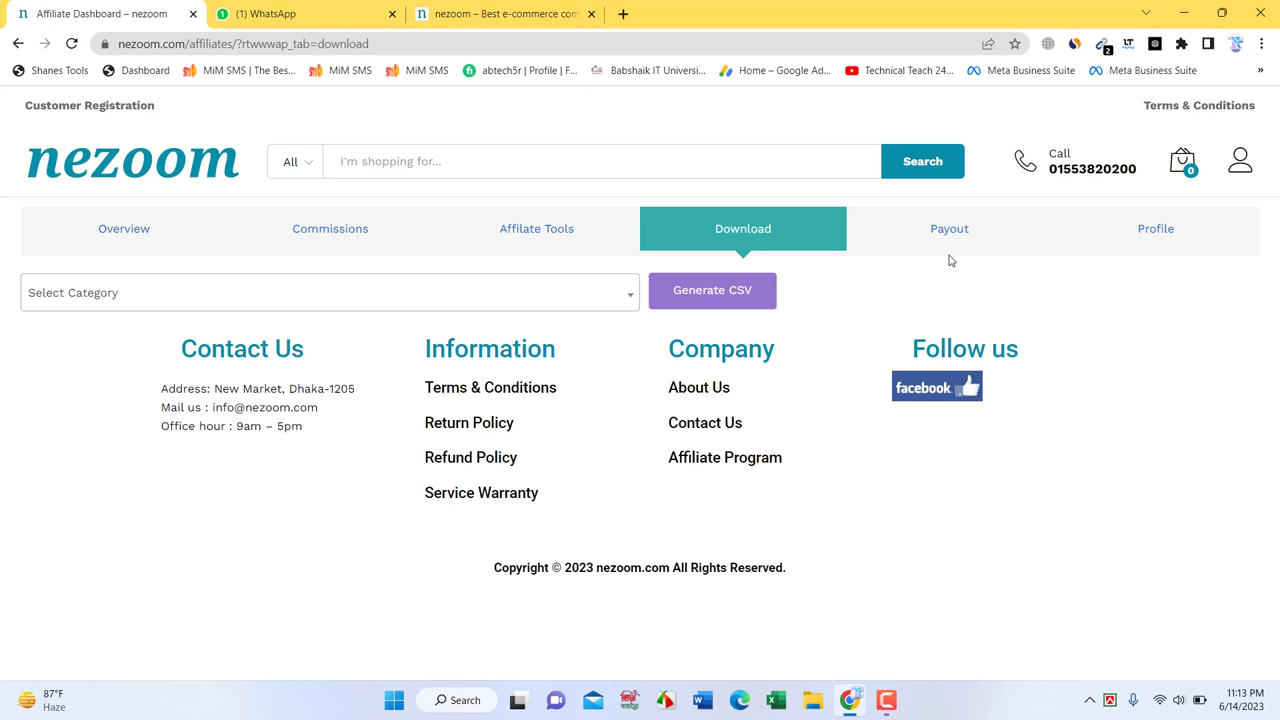 Affiliate Dashboard – nezoom
(1) WhatsApp
nezoom – Best e-commerce com
nezoom.com/affiliates/?rtwwwap_tab=download
Shanes Tools
Dashboard
MiM SMS | The Bes...
MiM SMS
MiM SMS
abtech5r | Profile | F...
Babshaik IT Universi...
Home – Google Ad...
Technical Teach 24...
Meta Business Suite
Meta Business Suite
»
Customer Registration
Terms & Conditions
nezoom
All
I'm shopping for...
Search
Call
01553820200
0
Overview
Commissions
Affilate Tools
Download
Payout
Profile
Select Category
Generate CSV
Contact Us
Address: New Market, Dhaka-1205
Mail us : info@nezoom.com
Office hour : 9am – 5pm
Information
Terms & Conditions
Return Policy
Refund Policy
Service Warranty
Company
About Us
Contact Us
Affiliate Program
Follow us
facebook
Copyright © 2023 nezoom.com All Rights Reserved.
87°F
Haze
Search
11:13 PM
6/14/2023